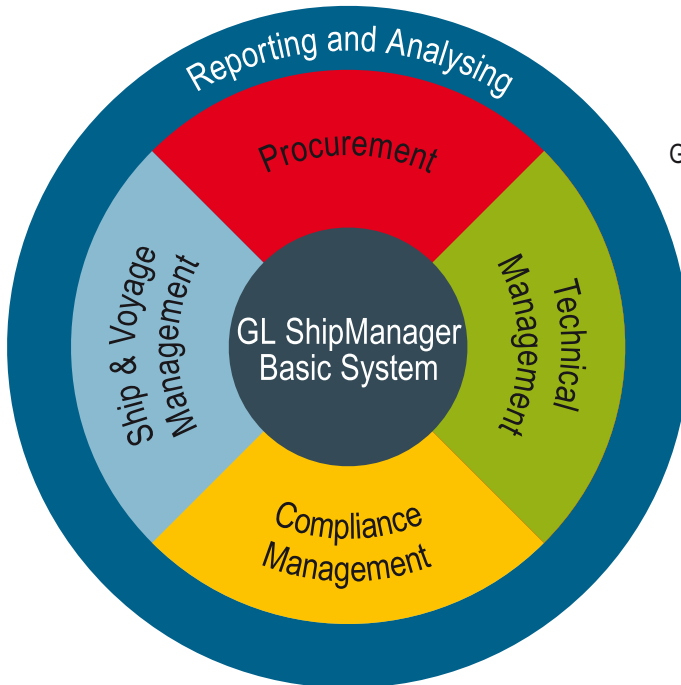 Reporting and Analysing
Procurement
G
Ship & Voyage
Management
GL ShipManager
Basic System
Technical
Management
Compliance
Management